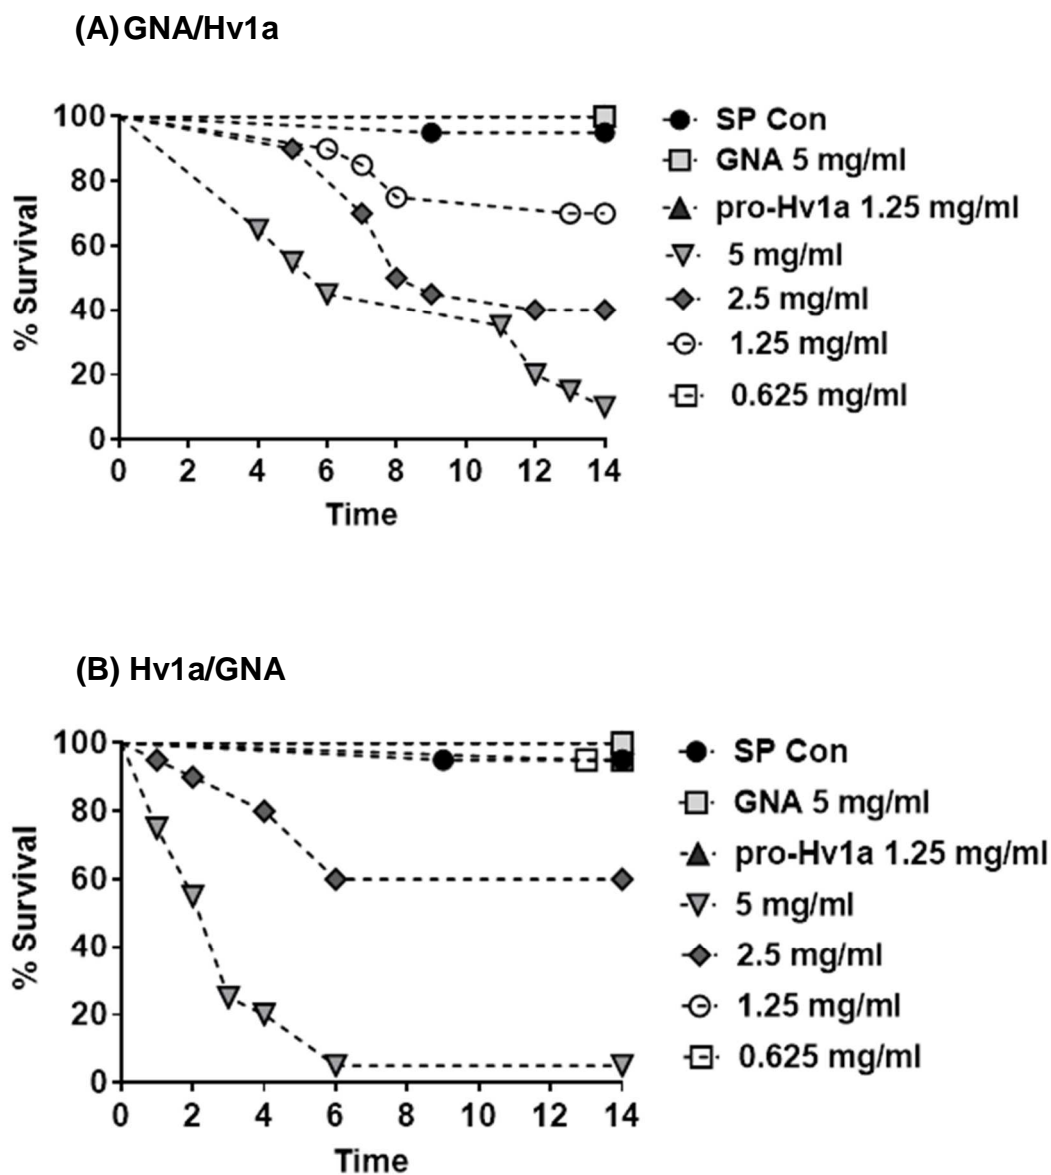 (A) GNA/Hv1a
100
80
60
40
20
0
% Survival
0 2 4 6 8 10 12 14
Time
SP Con
GNA 5 mg/ml
pro-Hv1a 1.25 mg/ml
5 mg/ml
2.5 mg/ml
1.25 mg/ml
0.625 mg/ml
(B) Hv1a/GNA
100
80
60
40
20
0
% Survival
0 2 4 6 8 10 12 14
Time
SP Con
GNA 5 mg/ml
pro-Hv1a 1.25 mg/ml
5 mg/ml
2.5 mg/ml
1.25 mg/ml
0.625 mg/ml